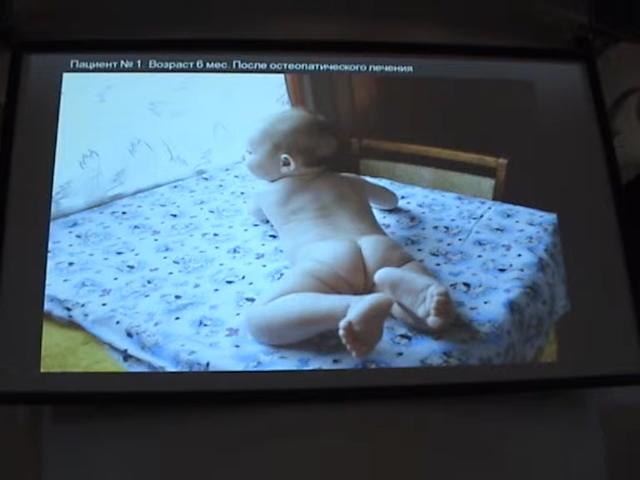 Пациент № 1. Возраст 6 мес. После остеопатического лечения